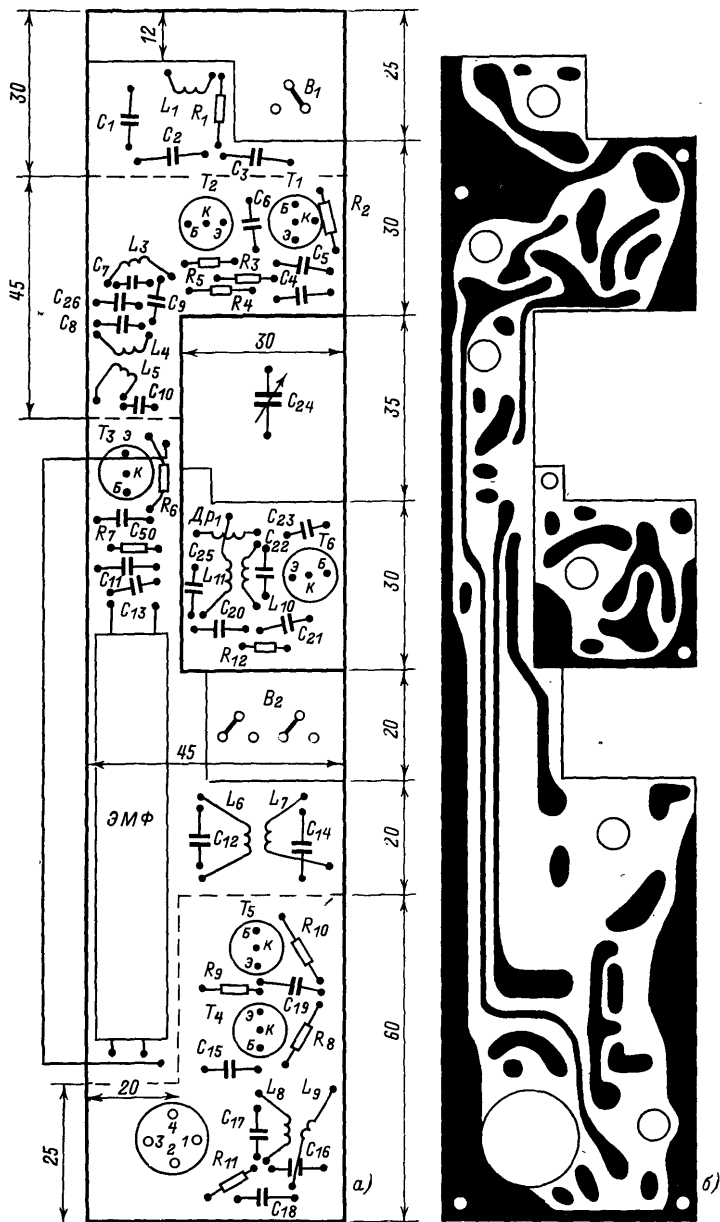 12
30
25
L1
R1
B1
C1
C2
C3
T2
T1
C6
R2
К
Б
Э
Б
К
Э
30
45
L3
C7
R5
R3
C5
C4
R4
C26
C9
C8
L4
30
L5
C10
C24
35
T3
Э
К
Б
R6
R7
C50
Др1
C23
C25
C22
T6
Э
Б
К
30
C11
L11
L10
C13
C20
C21
R12
B2
20
45
ЭМФ
L6
L7
C12
C14
20
T5
Б
К
Э
R10
R9
C19
T4
Э
К
Б
R8
C15
60
20
L8
L9
4
3
1
2
C17
C16
25
R11
C18
а)
б)